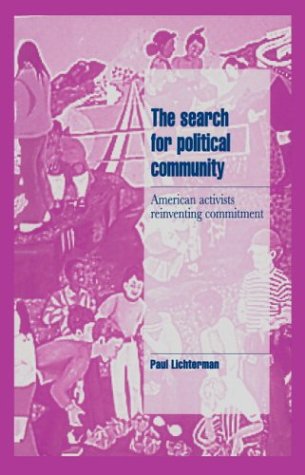 The search
for political
community
American activists
reinventing commitment
Paul Lichterman